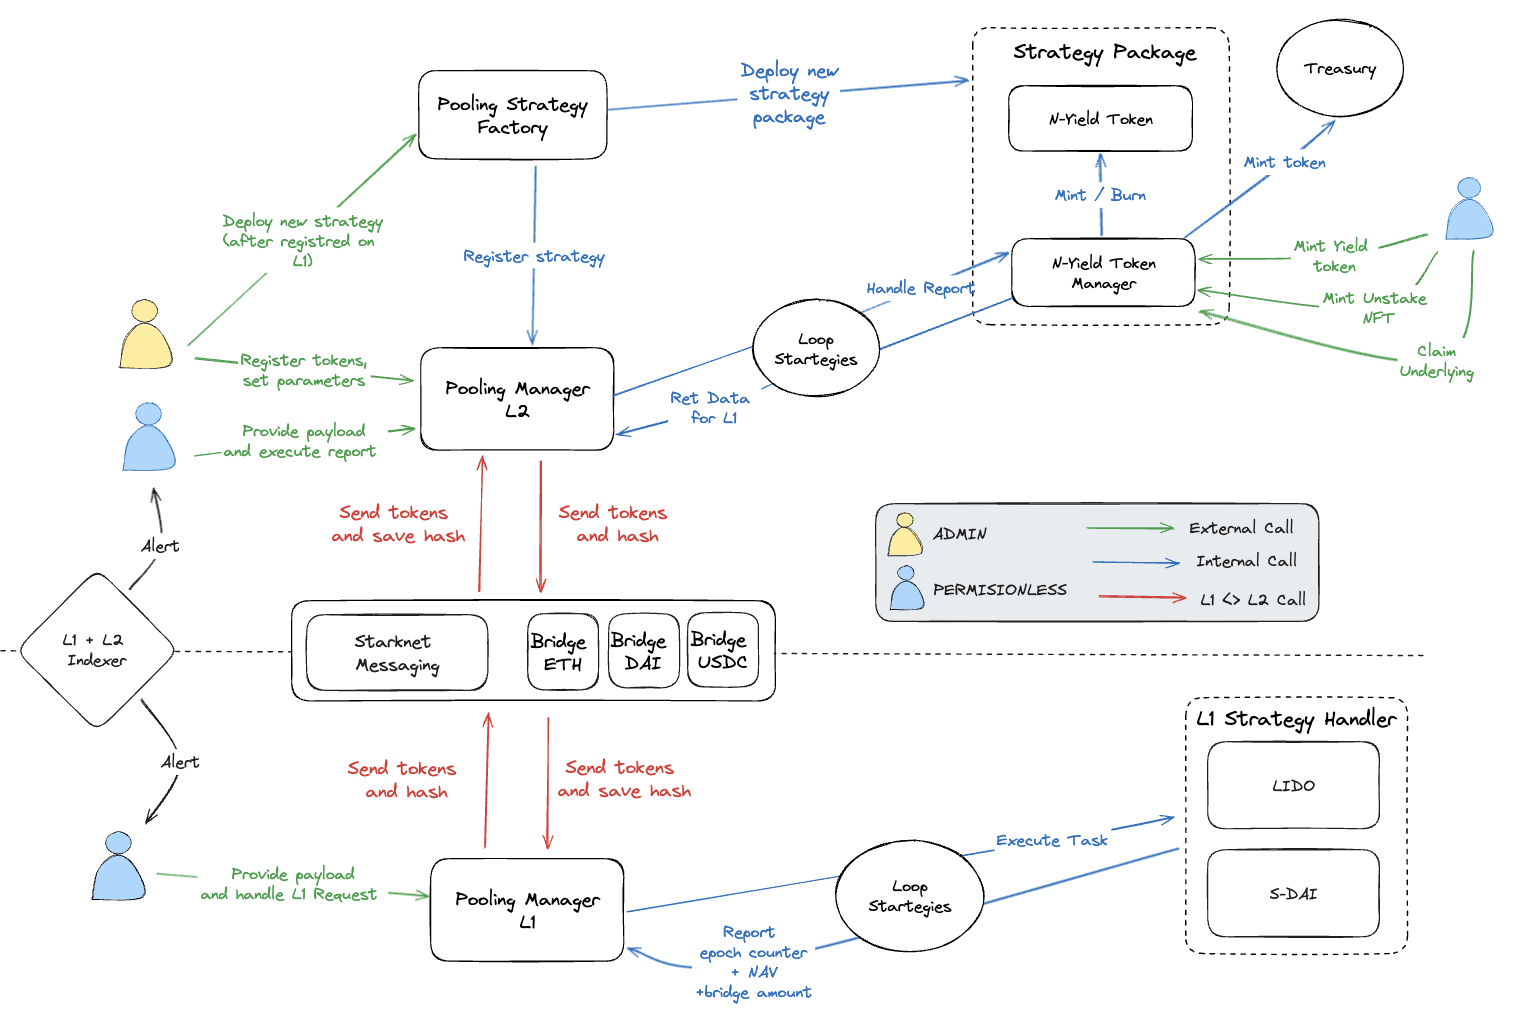 Strategy Package
Treasury
Pooling Strategy
Factory
Deploy new
strategy
package
N-Yield Token
Mint token
Mint / Burn
Deploy new strategy
(after registred on
L1)
Register strategy
N-Yield Token
Manager
Handle Report
Mint Yield
token
Mint Unstake
NFT
Claim
Underlying
Loop
Startegies
Register tokens,
set parameters
Pooling Manager
L2
Ret Data
for L1
Provide payload
and execute report
Send tokens
and save hash
Send tokens
and hash
Alert
ADMIN
External Call
Internal Call
PERMISIONLESS
L1 <> L2 Call
L1 + L2
Indexer
Starknet
Messaging
Bridge
ETH
Bridge
DAI
Bridge
USDC
Alert
Send tokens
and hash
Send tokens
and save hash
L1 Strategy Handler
LIDO
S-DAI
Execute Task
Loop
Startegies
Provide payload
and handle L1 Request
Pooling Manager
L1
Report
epoch counter
+ NAV
+bridge amount